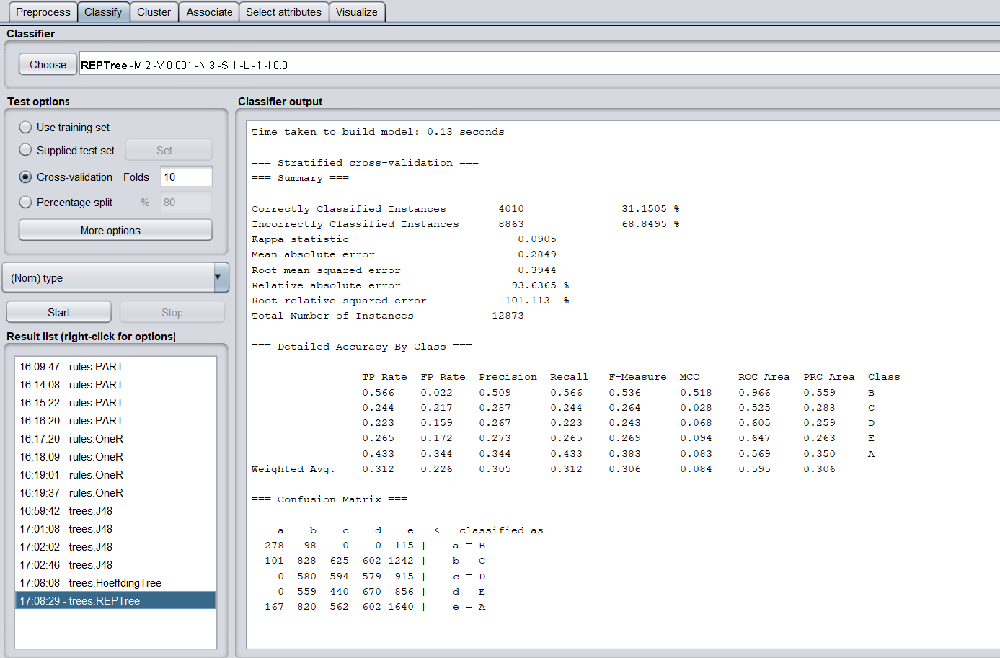 Preprocess Classify Cluster Associate Select attributes Visualize
Classifier
Choose REPTree -M 2 -V 0.001 -N 3 -S 1 -L -1 -I 0.0
Test options
Use training set
Supplied test set Set...
Cross-validation Folds 10
Percentage split % 80
More options...
(Nom) type
Start Stop
Result list (right-click for options)
16:09:47 - rules.PART
16:14:08 - rules.PART
16:15:22 - rules.PART
16:16:20 - rules.PART
16:17:20 - rules.OneR
16:18:09 - rules.OneR
16:19:01 - rules.OneR
16:19:37 - rules.OneR
16:59:42 - trees.J48
17:01:08 - trees.J48
17:02:02 - trees.J48
17:02:46 - trees.J48
17:08:08 - trees.HoeffdingTree
17:08:29 - trees.REPTree
Classifier output
Time taken to build model: 0.13 seconds
=== Stratified cross-validation ===
=== Summary ===
Correctly Classified Instances 4010 31.1505 %
Incorrectly Classified Instances 8863 68.8495 %
Kappa statistic 0.0905
Mean absolute error 0.2849
Root mean squared error 0.3944
Relative absolute error 93.6365 %
Root relative squared error 101.113 %
Total Number of Instances 12873
=== Detailed Accuracy By Class ===
TP Rate FP Rate Precision Recall F-Measure MCC ROC Area PRC Area Class
0.566 0.022 0.509 0.566 0.536 0.518 0.966 0.559 B
0.244 0.217 0.287 0.244 0.264 0.028 0.525 0.288 C
0.223 0.159 0.267 0.223 0.243 0.068 0.605 0.259 D
0.265 0.172 0.273 0.265 0.269 0.094 0.647 0.263 E
0.433 0.344 0.344 0.433 0.383 0.083 0.569 0.350 A
Weighted Avg. 0.312 0.226 0.305 0.312 0.306 0.084 0.595 0.306
=== Confusion Matrix ===
a b c d e <-- classified as
278 98 0 0 115 | a = B
101 828 625 602 1242 | b = C
0 580 594 579 915 | c = D
0 559 440 670 856 | d = E
167 820 562 602 1640 | e = A